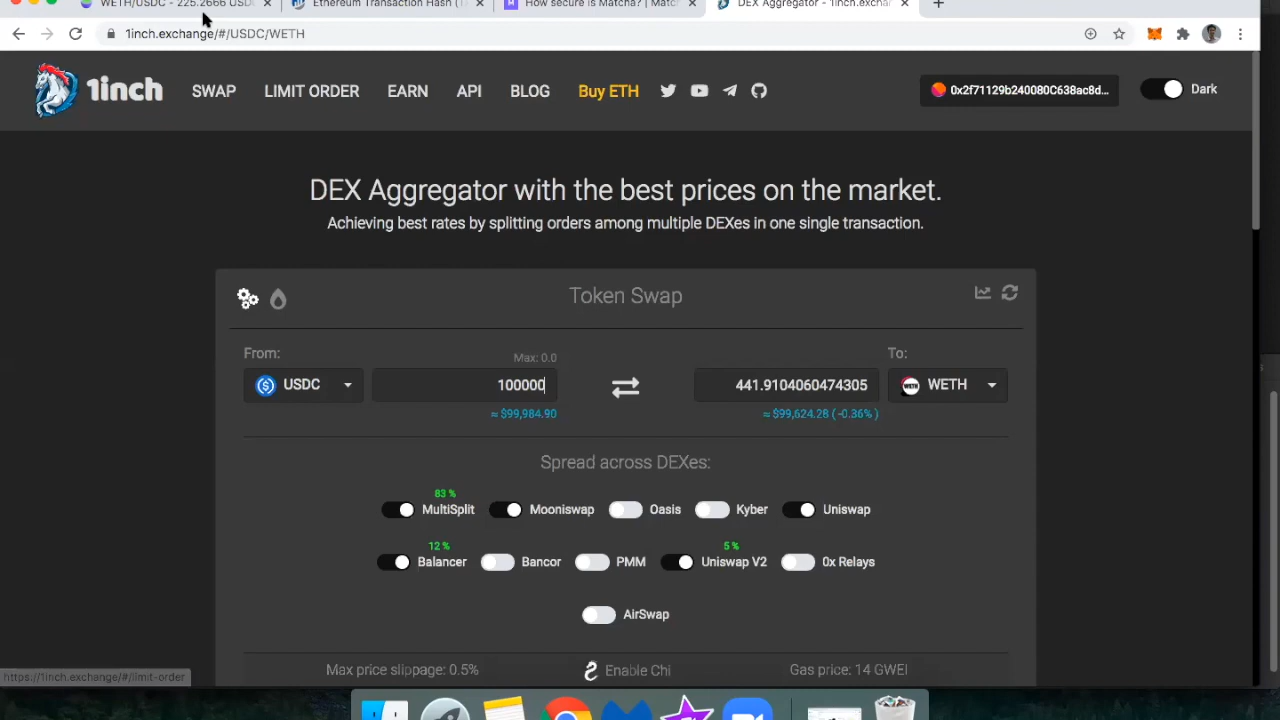 WETH/USDC - 225.2666 USD
Ethereum Transaction Hash (T
How secure is Matcha? | Matc
DEX Aggregator - 1inch.exchan
1inch.exchange/#/USDC/WETH
1inch
SWAP
LIMIT ORDER
EARN
API
BLOG
Buy ETH
0x2f71129b240080C638ac8d...
Dark
DEX Aggregator with the best prices on the market.
Achieving best rates by splitting orders among multiple DEXes in one single transaction.
Token Swap
From:
Max: 0.0
To:
USDC
100000
441.9104060474305
WETH
WETH
≈ $99,984.90
≈ $99,624.28 ( -0.36% )
Spread across DEXes:
83 %
MultiSplit
Mooniswap
Oasis
Kyber
Uniswap
12 %
5 %
Balancer
Bancor
PMM
Uniswap V2
0x Relays
AirSwap
Max price slippage: 0.5%
Enable Chi
Gas price: 14 GWEI
https://1inch.exchange/#/limit-order